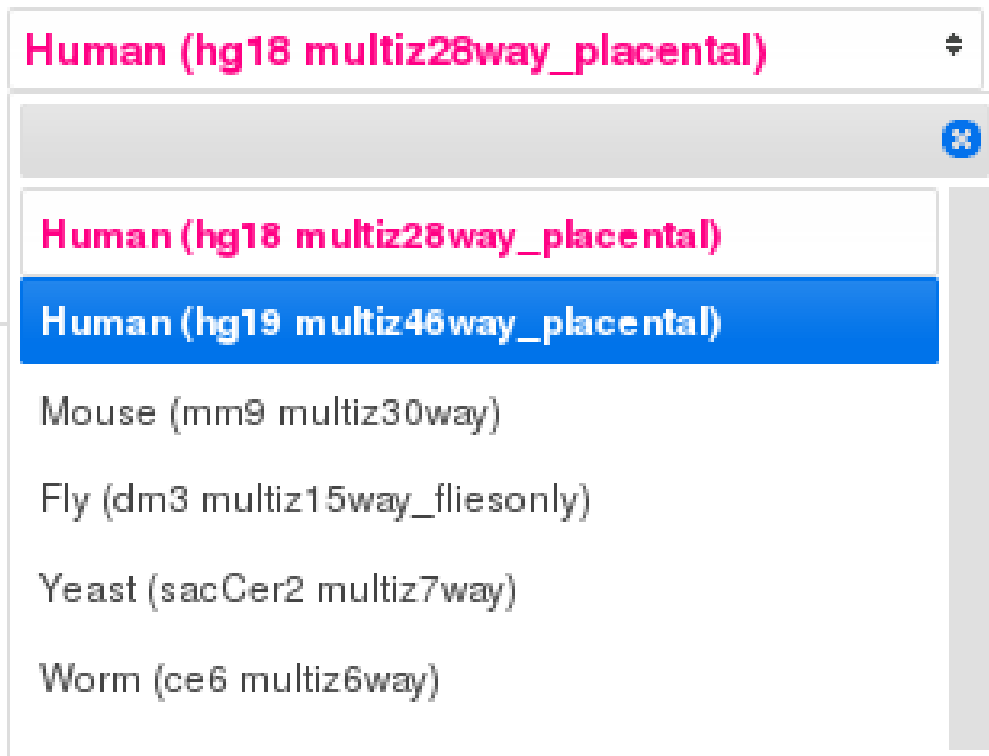 Human (hg18 multiz28way_placental)
Human (hg18 multiz28way_placental)
Human (hg19 multiz46way_placental)
Mouse (mm9 multiz30way)
Fly (dm3 multiz15way_fliesonly)
Yeast (sacCer2 multiz7way)
Worm (ce6 multiz6way)